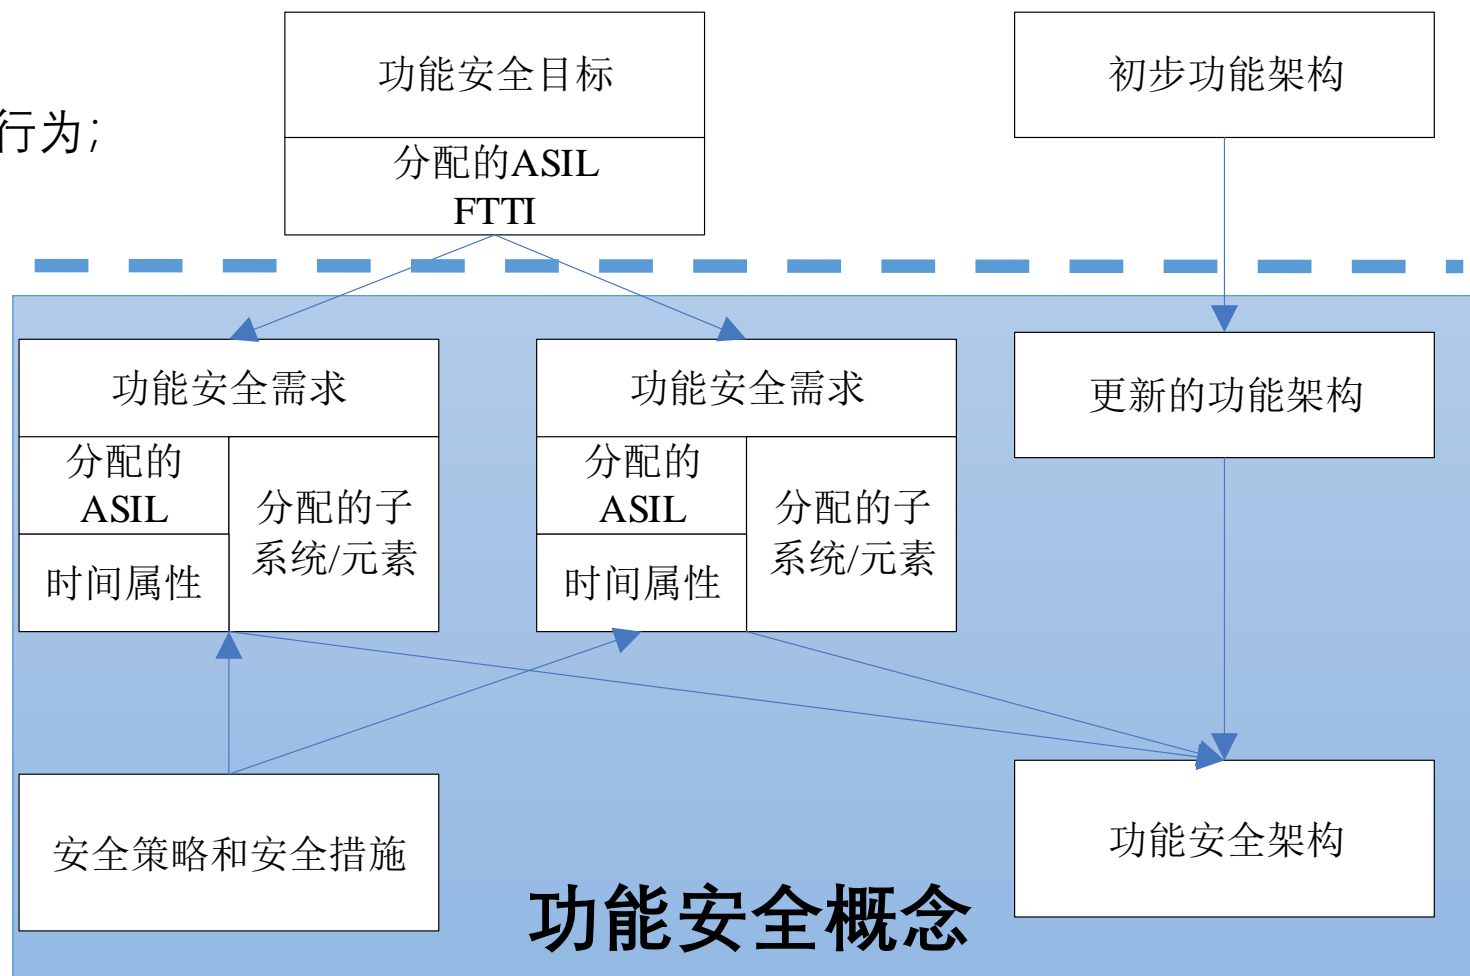 功能安全目标
初步功能架构
行为；
分配的ASIL
FTTI
功能安全需求
功能安全需求
更新的功能架构
分配的
ASIL
时间属性
分配的子
系统/元素
分配的
ASIL
时间属性
分配的子
系统/元素
安全策略和安全措施
功能安全架构
功能安全概念